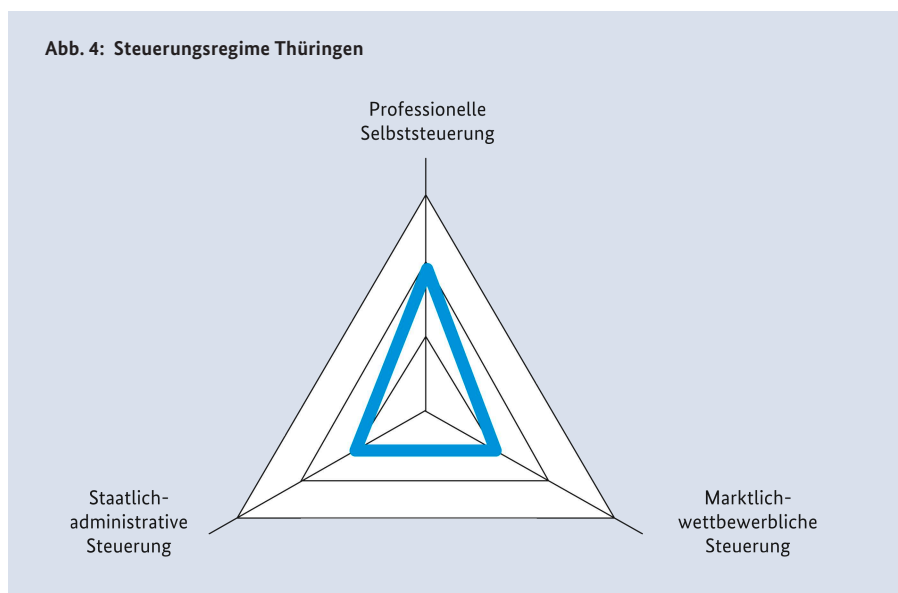 Abb. 4: Steuerungsregime Thüringen
Professionelle
Selbststeuerung
Staatlich-
administrative
Steuerung
Marktlich-
wettbewerbliche
Steuerung